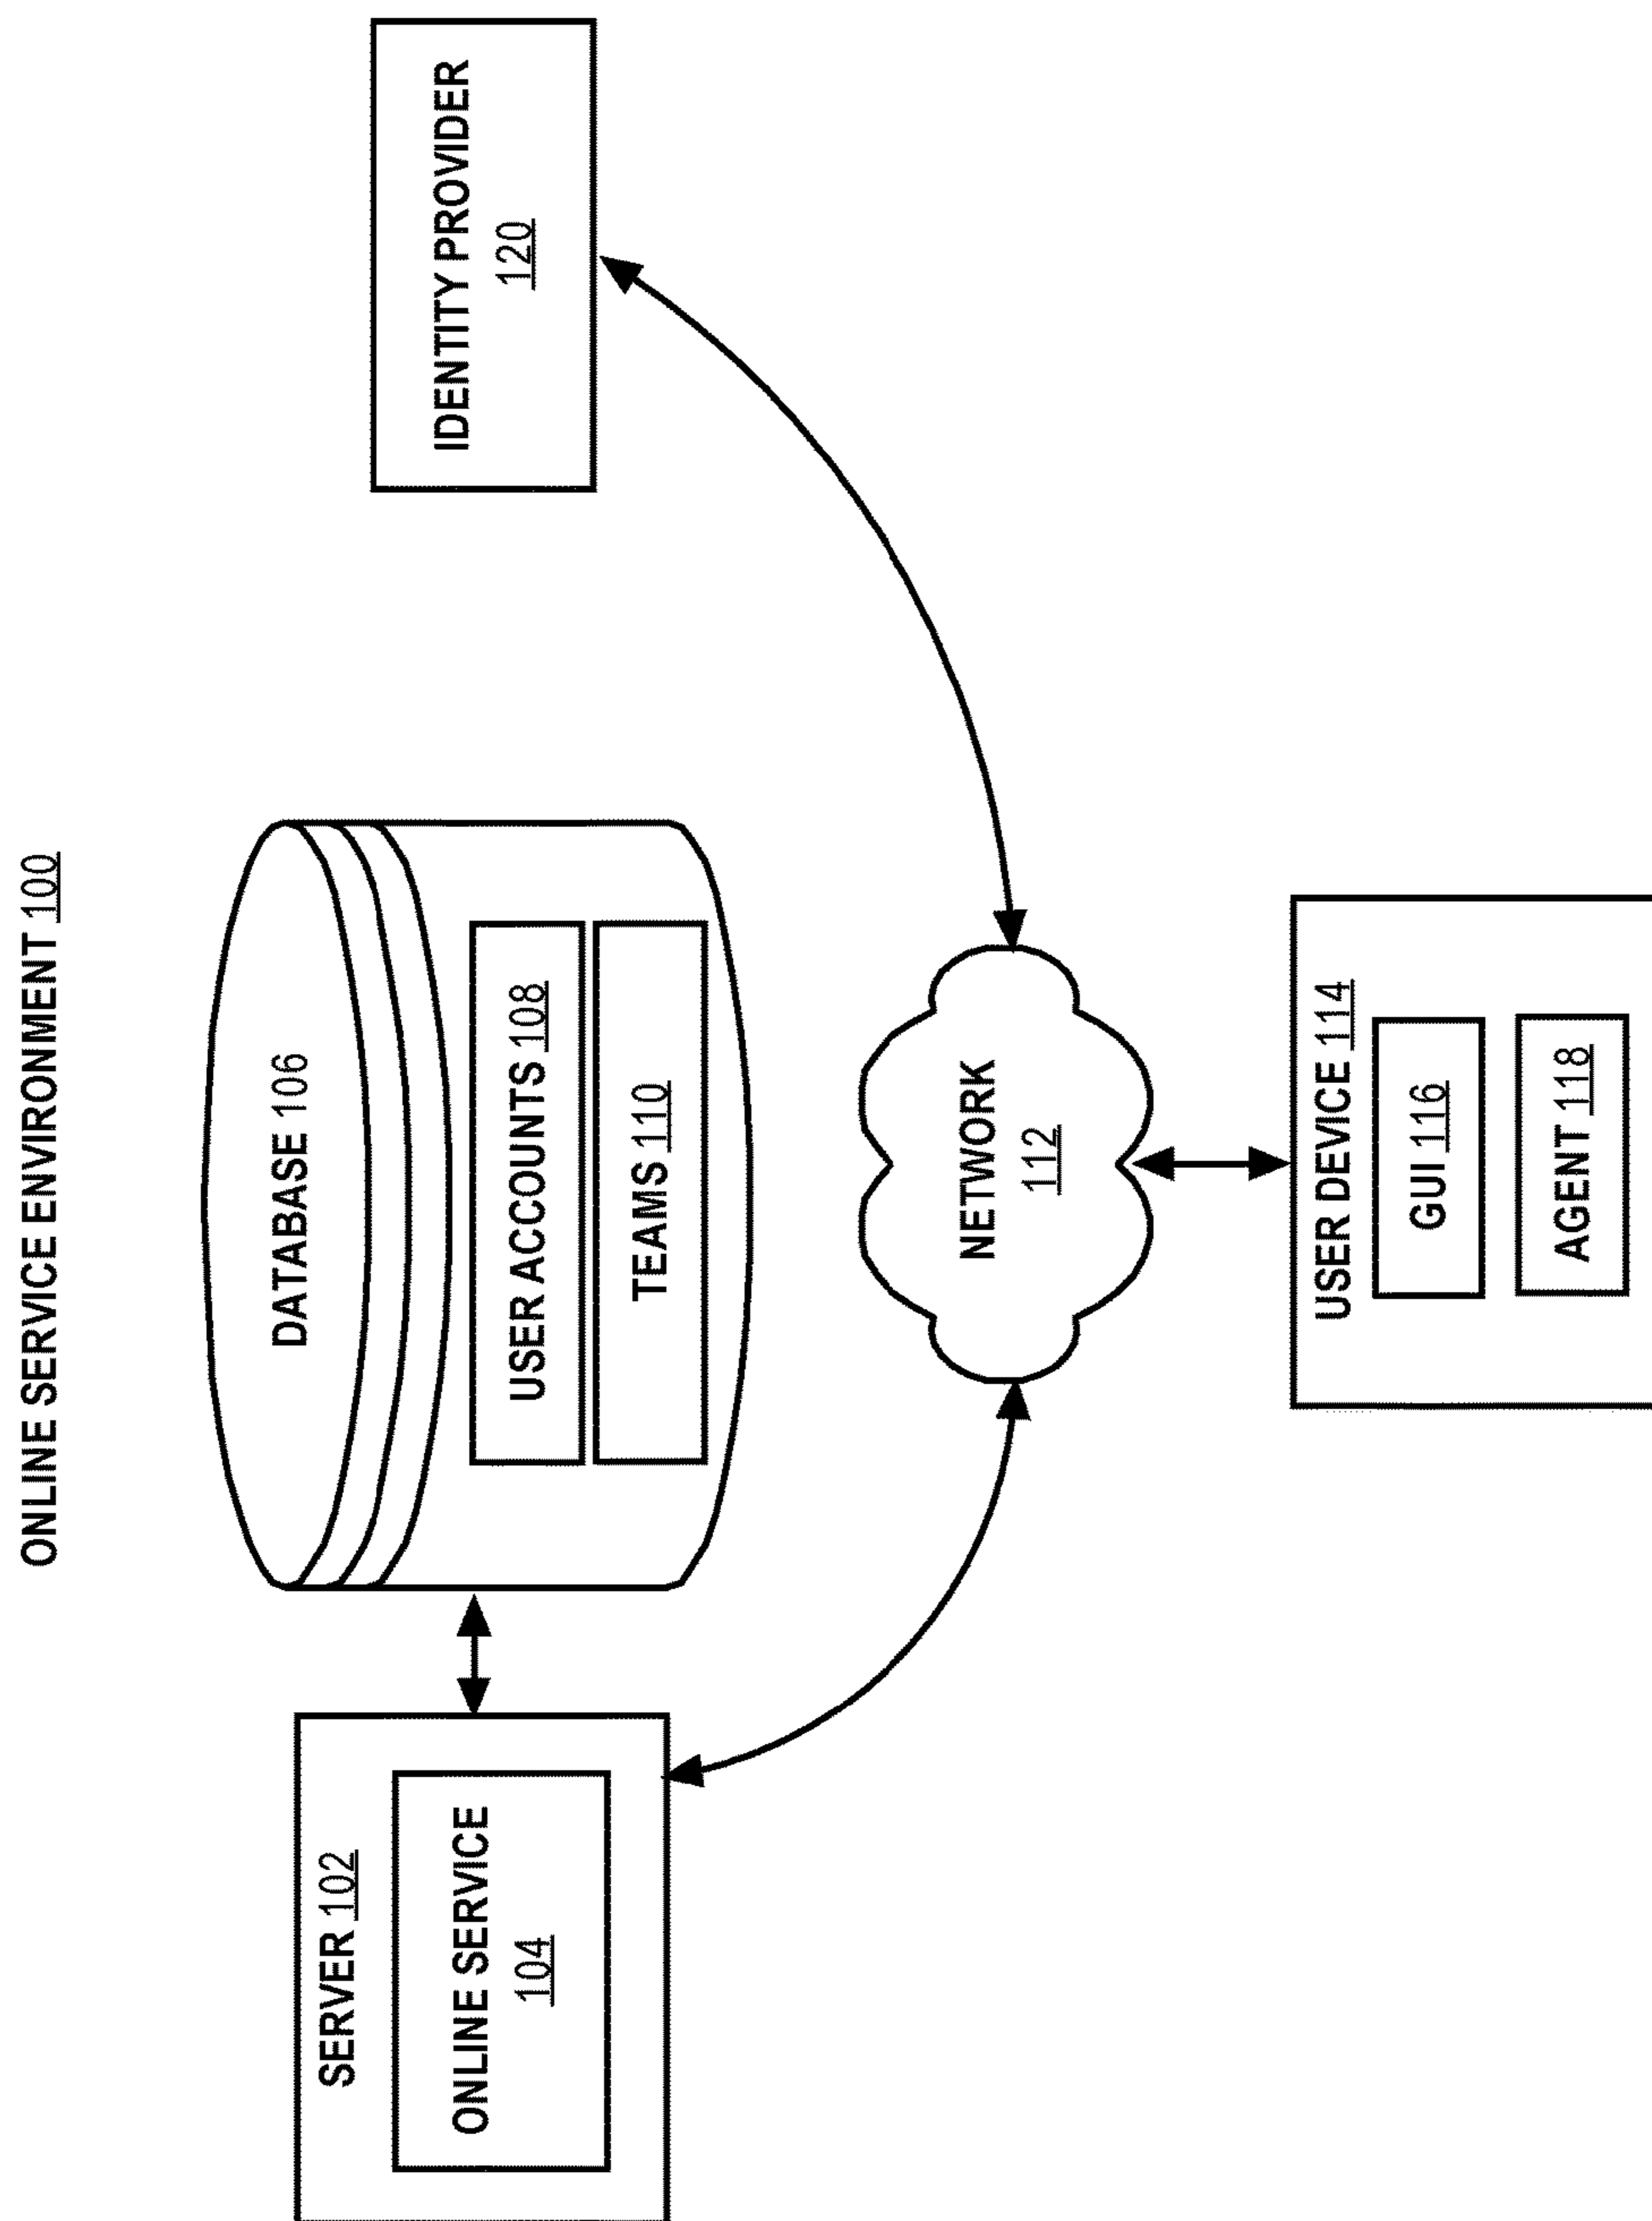 ONLINE SERVICE ENVIRONMENT 100
SERVER 102
ONLINE SERVICE
104
DATABASE 106
USER ACCOUNTS 108
TEAMS 110
IDENTITY PROVIDER
120
NETWORK
112
USER DEVICE 114
GUI 116
AGENT 118